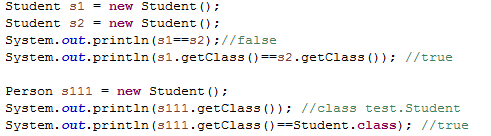 Student s1 = new Student();
Student s2 = new Student();
System.out.println(s1==s2);//false
System.out.println(s1.getClass()==s2.getClass()); //true
Person s111 = new Student();
System.out.println(s111.getClass()); //class test.Student
System.out.println(s111.getClass()==Student.class); //true